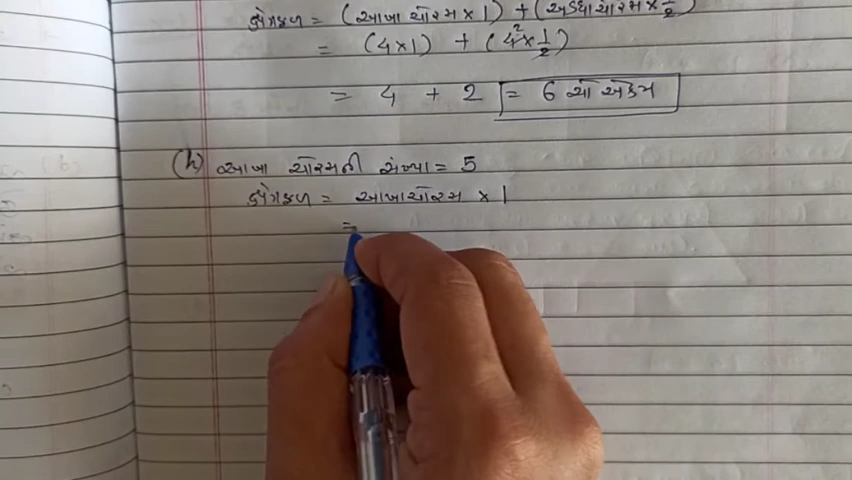 ક્ષેત્રફળ = (આખા ચોરસ × 1) + (અડધા ચોરસ × 1/2)
= (4×1) + (4² × 1/2)
= 4 + 2 = 6 ચો એકમ
(h) આખા ચોરસની સંખ્યા = 5
ક્ષેત્રફળ = આખા ચોરસ × 1
=